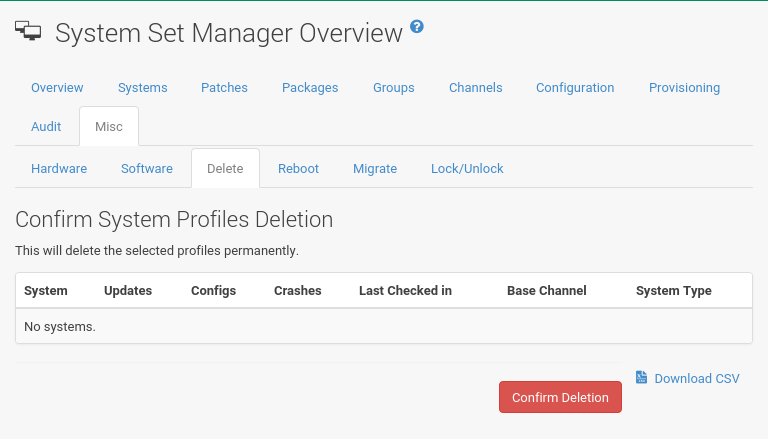 System Set Manager Overview ?
Overview Systems Patches Packages Groups Channels Configuration Provisioning
Audit Misc
Hardware Software Delete Reboot Migrate Lock/Unlock
Confirm System Profiles Deletion
This will delete the selected profiles permanently.
System Updates Configs Crashes Last Checked in Base Channel System Type
No systems.
Download CSV
Confirm Deletion